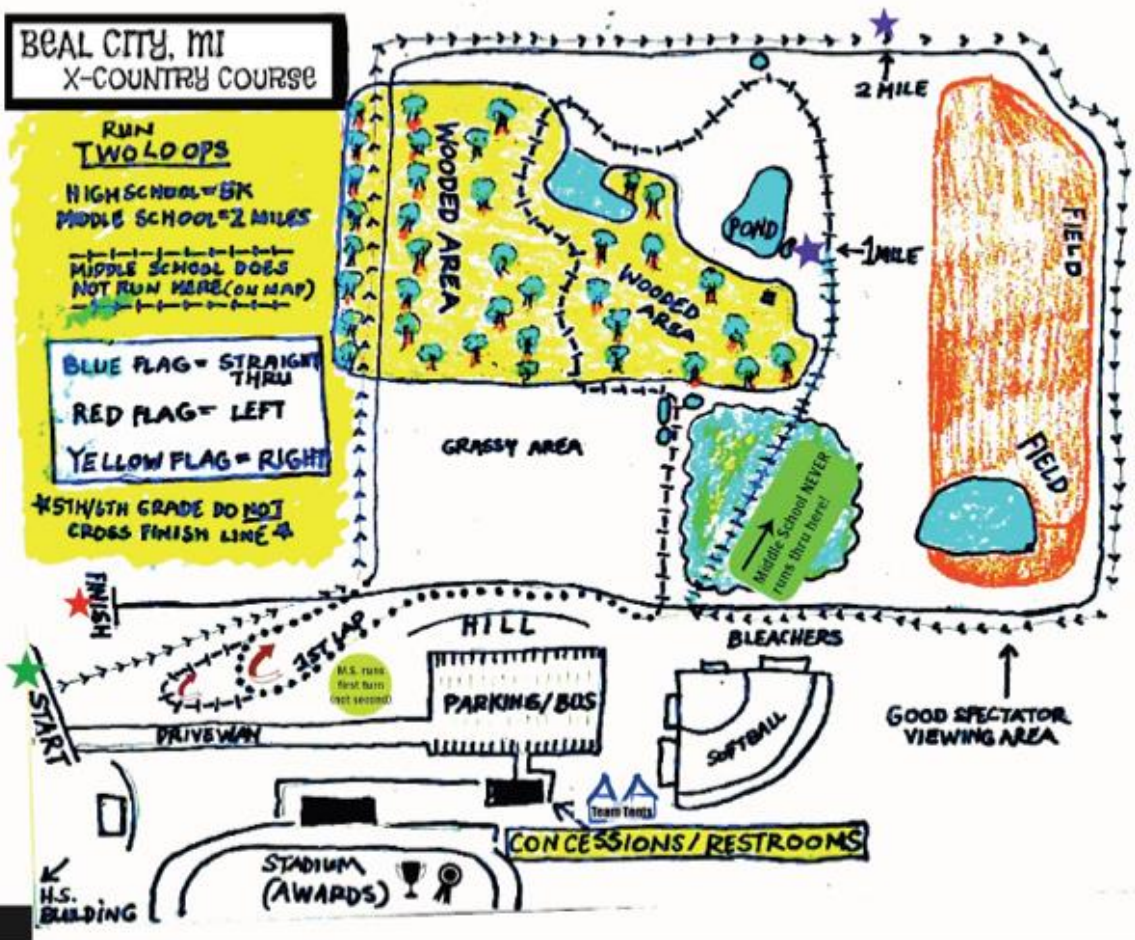 BEAL CITY, MI
X-COUNTRY COURSE
RUN
TWO LOOPS
HIGH SCHOOL = 5K
MIDDLE SCHOOL = 2 MILES
MIDDLE SCHOOL DOES
NOT RUN HERE (ON MAP)
BLUE FLAG = STRAIGHT
THRU
RED FLAG = LEFT
YELLOW FLAG = RIGHT
*5TH/6TH GRADE DO NOT
CROSS FINISH LINE *
WOODED AREA
WOODED
AREA
2 MILE
POND
1 MILE
FIELD
FIELD
GRASSY AREA
Middle School NEVER
runs thru here!
FINISH
START
1ST LAP
M.S. runs
first turn
(not second)
HILL
PARKING/BUS
DRIVEWAY
BLEACHERS
SOFTBALL
GOOD SPECTATOR
VIEWING AREA
Team Tents
CONCESSIONS/RESTROOMS
STADIUM
(AWARDS)
H.S.
BUILDING